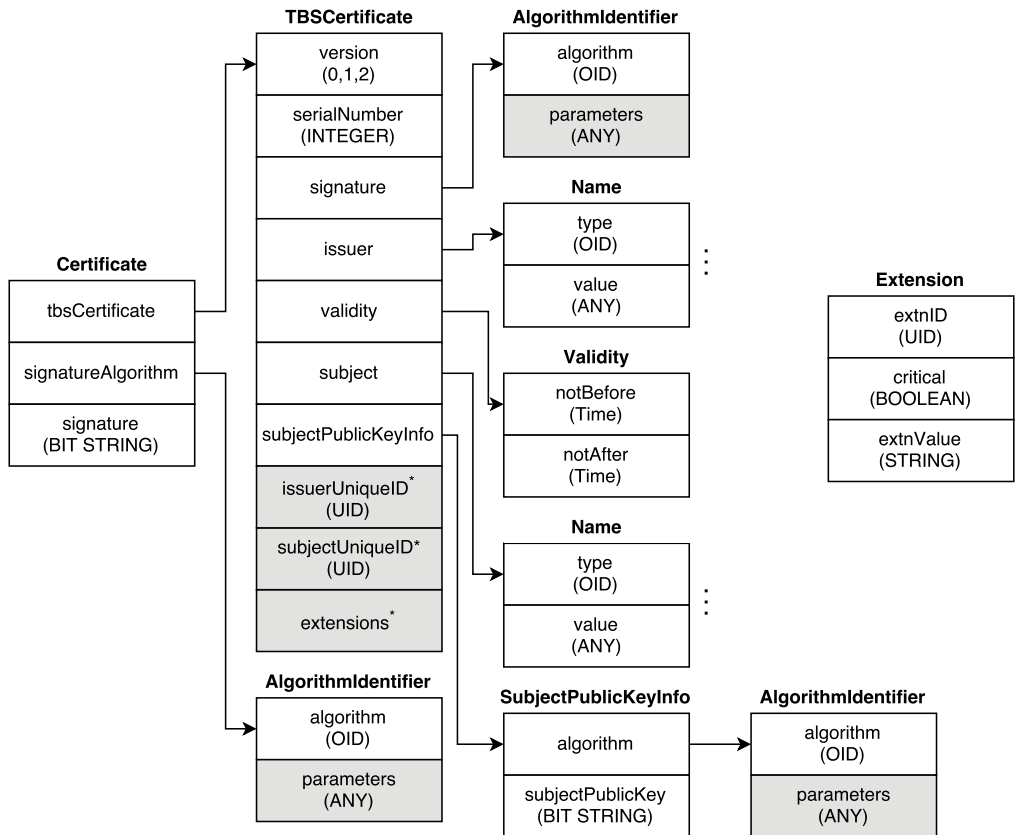 Certificate
tbsCertificate
signatureAlgorithm
signature
(BIT STRING)
TBSCertificate
version
(0,1,2)
serialNumber
(INTEGER)
signature
issuer
validity
subject
subjectPublicKeyInfo
issuerUniqueID*
(UID)
subjectUniqueID*
(UID)
extensions*
AlgorithmIdentifier
algorithm
(OID)
parameters
(ANY)
AlgorithmIdentifier
algorithm
(OID)
parameters
(ANY)
Name
type
(OID)
value
(ANY)
⋮
Validity
notBefore
(Time)
notAfter
(Time)
Name
type
(OID)
value
(ANY)
⋮
SubjectPublicKeyInfo
algorithm
subjectPublicKey
(BIT STRING)
AlgorithmIdentifier
algorithm
(OID)
parameters
(ANY)
Extension
extnID
(UID)
critical
(BOOLEAN)
extnValue
(STRING)